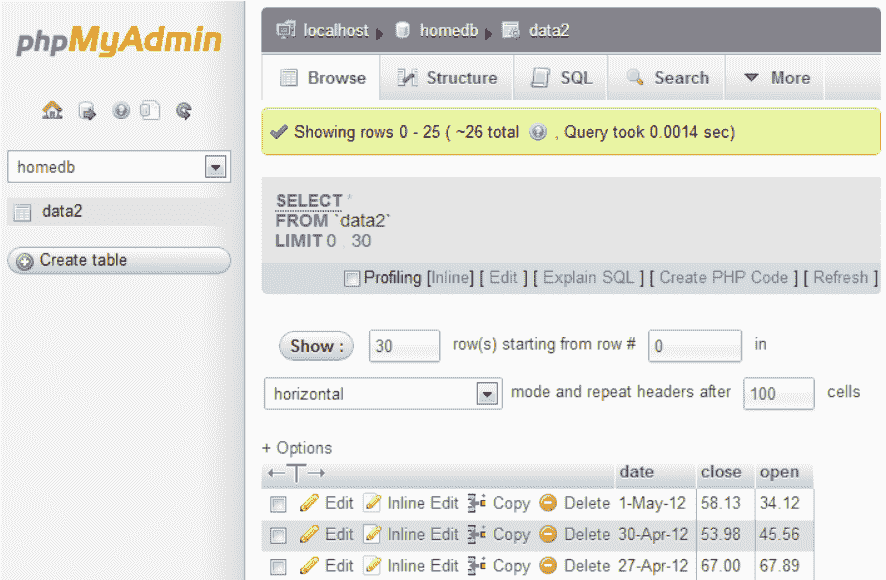 phpMyAdmin
homedb
data2
Create table
localhost homedb data2
Browse Structure SQL Search More
Showing rows 0 - 25 ( ~26 total , Query took 0.0014 sec)
SELECT *
FROM `data2`
LIMIT 0 , 30
Profiling [Inline] [ Edit ] [ Explain SQL ] [ Create PHP Code ] [ Refresh ]
Show : 30 row(s) starting from row # 0 in
horizontal mode and repeat headers after 100 cells
+ Options
←T→ date close open
Edit Inline Edit Copy Delete 1-May-12 58.13 34.12
Edit Inline Edit Copy Delete 30-Apr-12 53.98 45.56
Edit Inline Edit Copy Delete 27-Apr-12 67.00 67.89